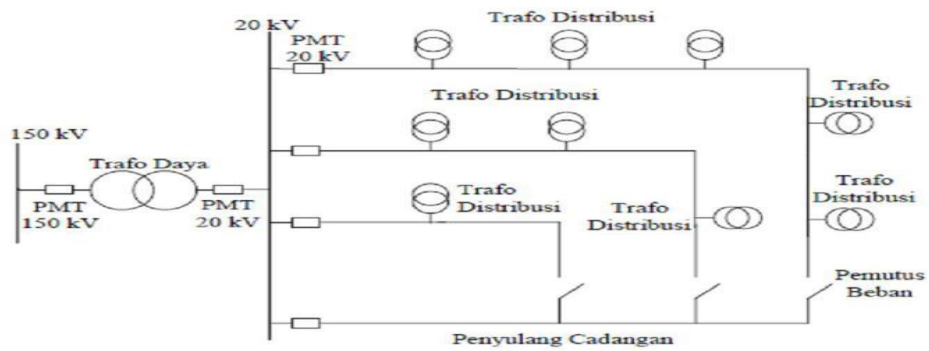 Trafo Distribusi
20 kV
PMT
20 kV
Trafo
Distribusi
Trafo Distribusi
150 kV
Trafo Daya
PMT
150 kV
PMT
20 kV
Trafo
Distribusi
Trafo
Distribusi
Trafo
Distribusi
Pemutus
Beban
Penyulang Cadangan